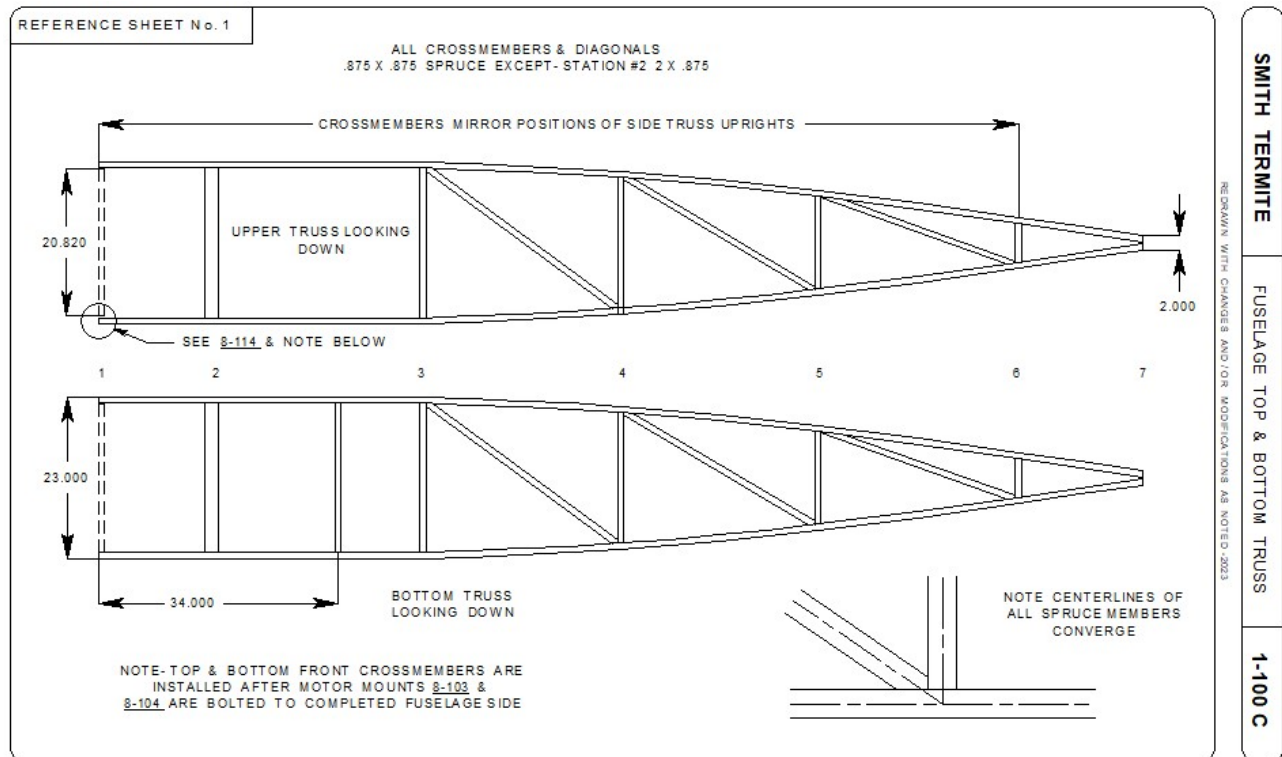 REFERENCE SHEET No. 1
ALL CROSSMEMBERS & DIAGONALS
.875 X .875 SPRUCE EXCEPT- STATION #2 2 X .875
CROSSMEMBERS MIRROR POSITIONS OF SIDE TRUSS UPRIGHTS
20.820
UPPER TRUSS LOOKING
DOWN
2.000
SEE 8-114 & NOTE BELOW
1 2 3 4 5 6 7
23.000
34.000
BOTTOM TRUSS
LOOKING DOWN
NOTE CENTERLINES OF
ALL SPRUCE MEMBERS
CONVERGE
NOTE- TOP & BOTTOM FRONT CROSSMEMBERS ARE
INSTALLED AFTER MOTOR MOUNTS 8-103 &
8-104 ARE BOLTED TO COMPLETED FUSELAGE SIDE
REDRAWN WITH CHANGES AND/OR MODIFICATIONS AS NOTED -2023
SMITH TERMITE
FUSELAGE TOP & BOTTOM TRUSS
1-100 C